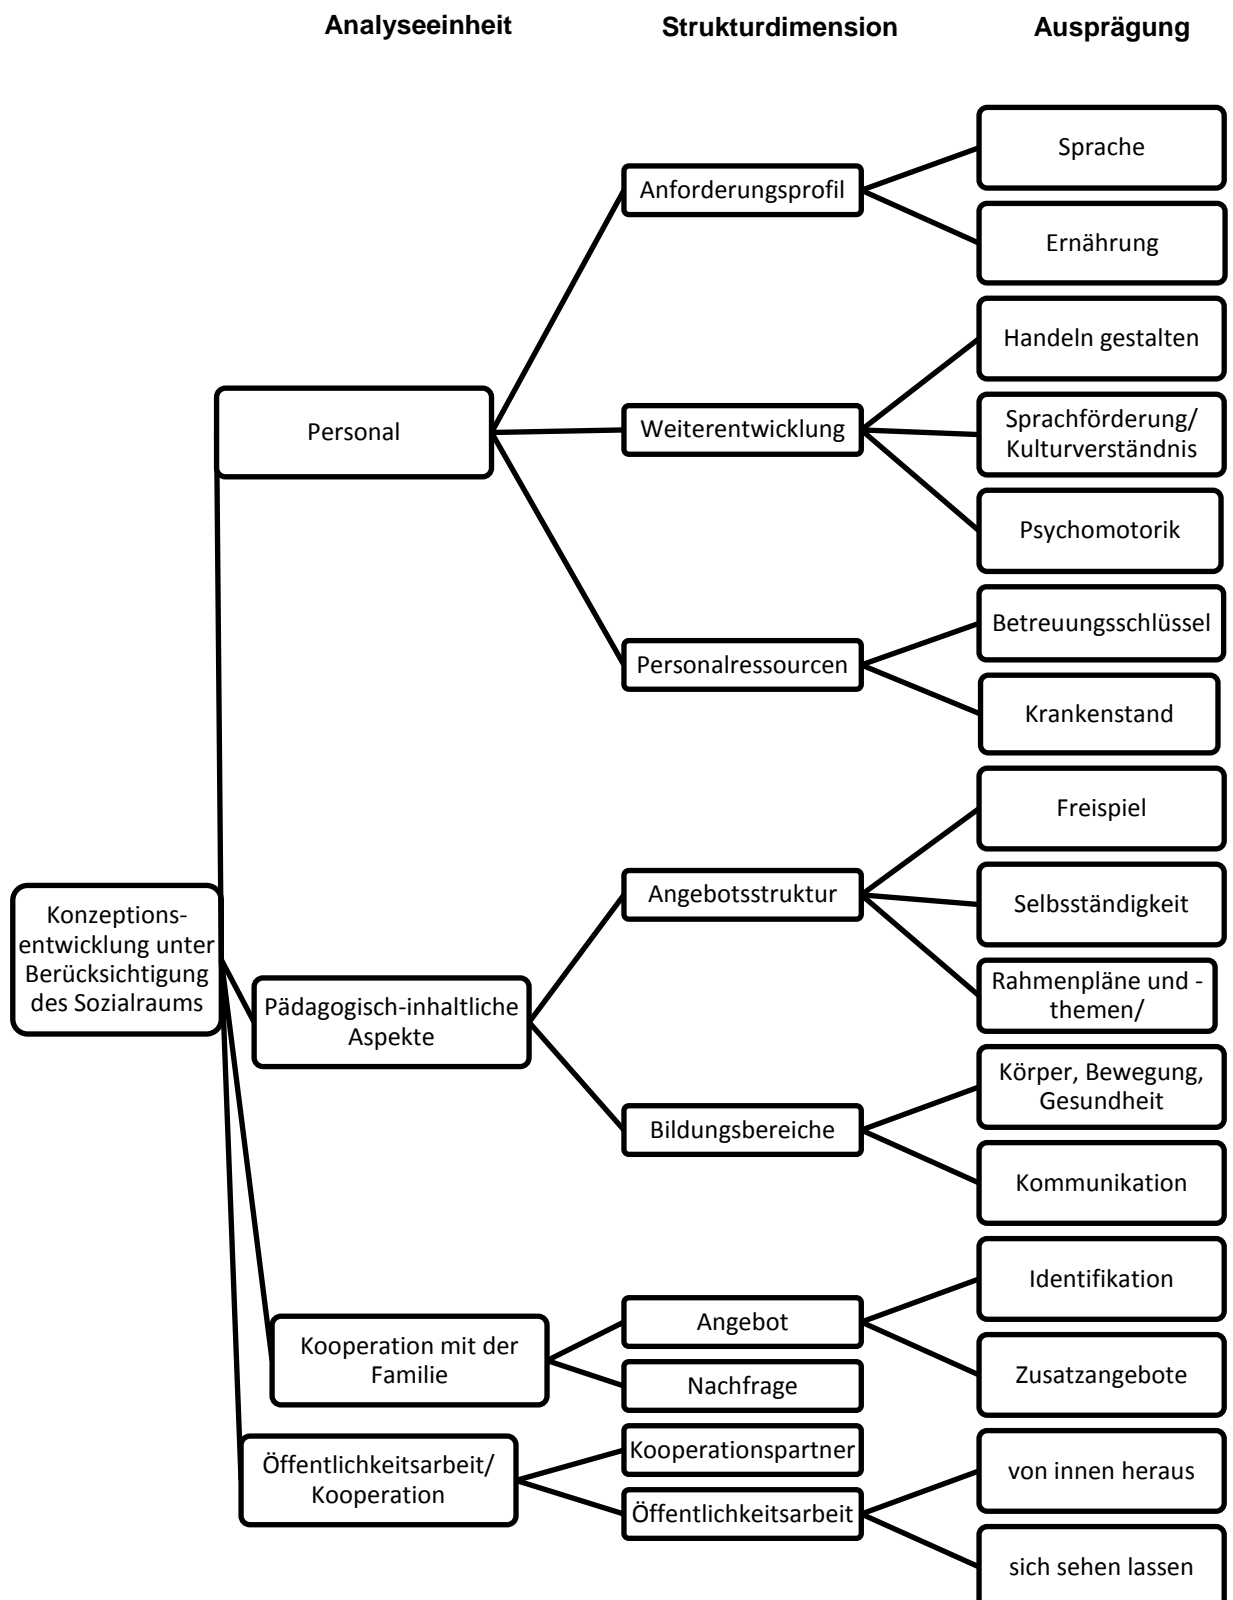 Analyseeinheit Strukturdimension Ausprägung
Sprache
Anforderungsprofil
Ernährung
Handeln gestalten
Personal
Weiterentwicklung
Sprachförderung/
Kulturverständnis
Psychomotorik
Betreuungsschlüssel
Personalressourcen
Krankenstand
Freispiel
Angebotsstruktur
Selbsständigkeit
Konzeptions-
entwicklung unter
Berücksichtigung
des Sozialraums
Pädagogisch-inhaltliche
Aspekte
Rahmenpläne und -
themen/
Körper, Bewegung,
Gesundheit
Bildungsbereiche
Kommunikation
Identifikation
Kooperation mit der
Familie
Angebot
Zusatzangebote
Nachfrage
Öffentlichkeitsarbeit/
Kooperation
Kooperationspartner
von innen heraus
Öffentlichkeitsarbeit
sich sehen lassen